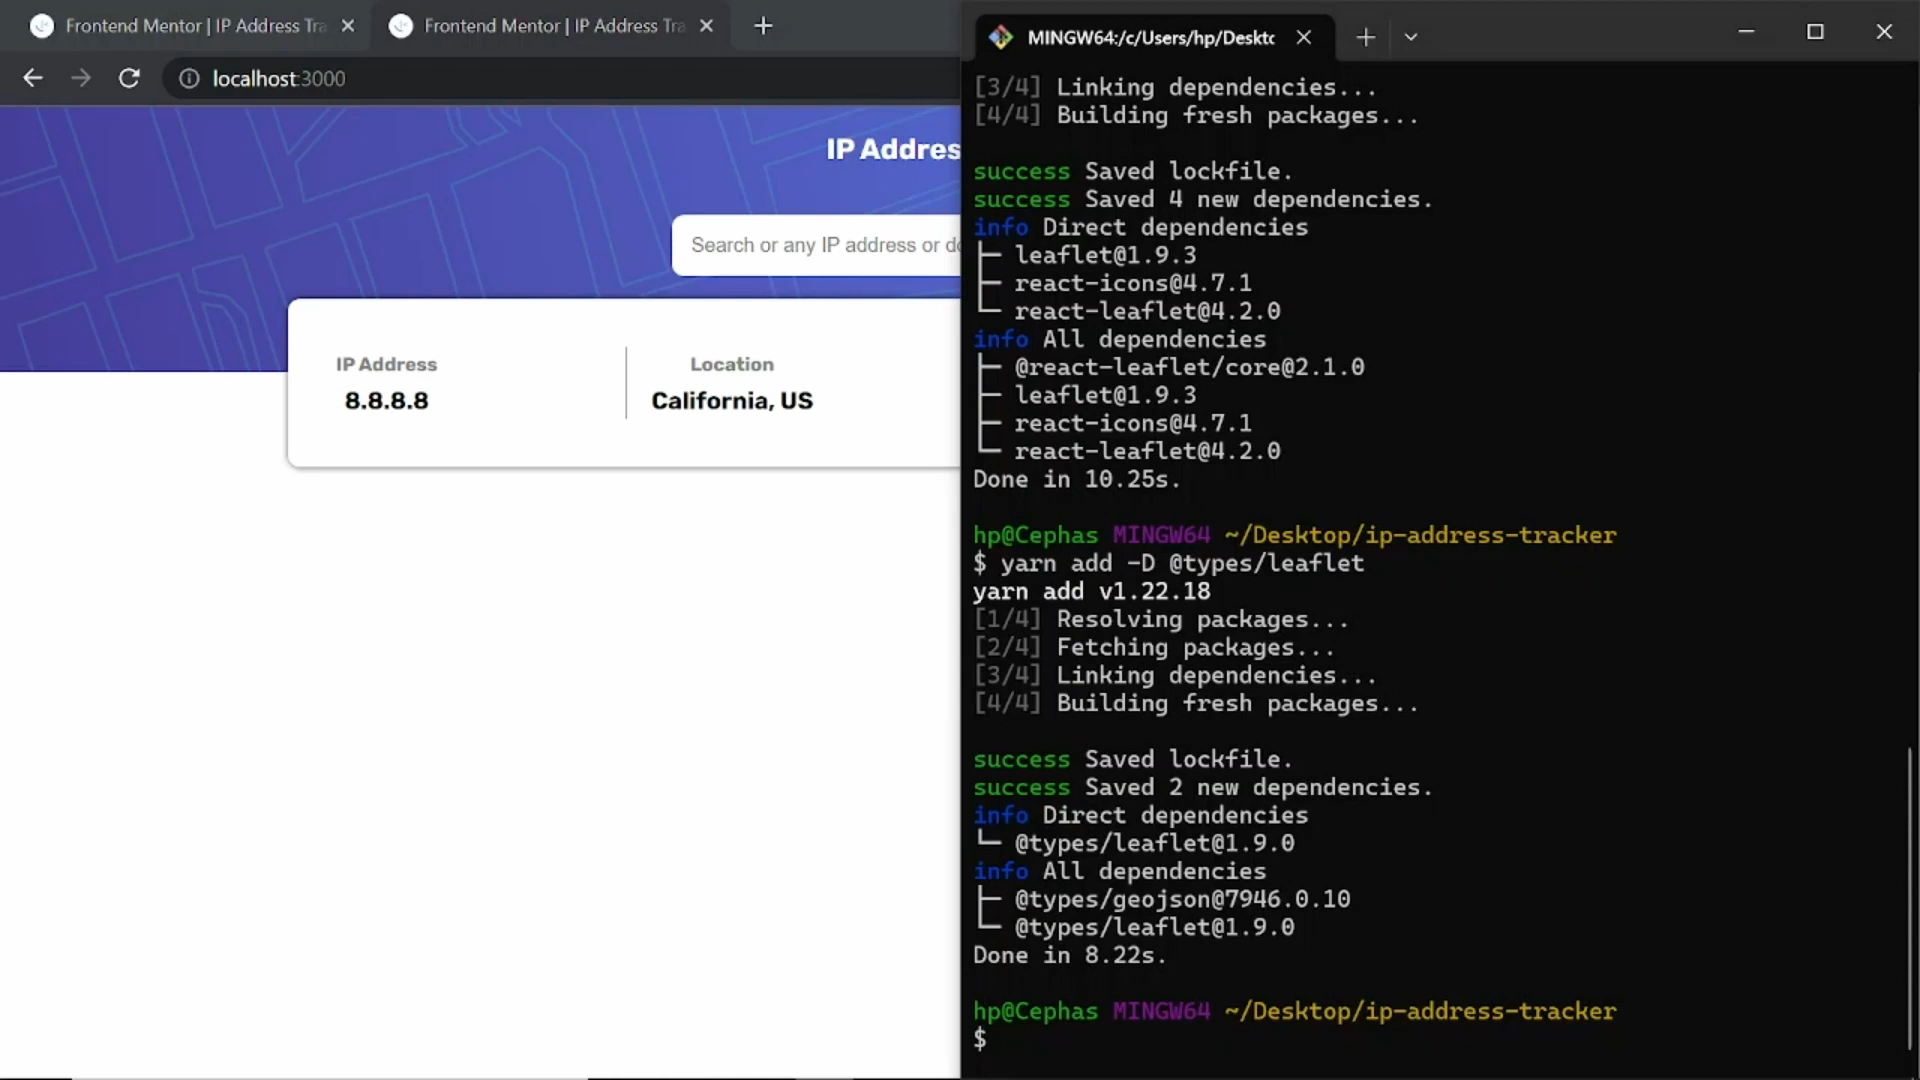 Frontend Mentor | IP Address Tra
Frontend Mentor | IP Address Tra
localhost:3000
IP Addres
Search or any IP address or do
IP Address
8.8.8.8
Location
California, US
MINGW64:/c/Users/hp/Deskto
[3/4] Linking dependencies...
[4/4] Building fresh packages...
success Saved lockfile.
success Saved 4 new dependencies.
info Direct dependencies
├─ leaflet@1.9.3
├─ react-icons@4.7.1
└─ react-leaflet@4.2.0
info All dependencies
├─ @react-leaflet/core@2.1.0
├─ leaflet@1.9.3
├─ react-icons@4.7.1
└─ react-leaflet@4.2.0
Done in 10.25s.
hp@Cephas MINGW64 ~/Desktop/ip-address-tracker
$ yarn add -D @types/leaflet
yarn add v1.22.18
[1/4] Resolving packages...
[2/4] Fetching packages...
[3/4] Linking dependencies...
[4/4] Building fresh packages...
success Saved lockfile.
success Saved 2 new dependencies.
info Direct dependencies
└─ @types/leaflet@1.9.0
info All dependencies
├─ @types/geojson@7946.0.10
└─ @types/leaflet@1.9.0
Done in 8.22s.
hp@Cephas MINGW64 ~/Desktop/ip-address-tracker
$